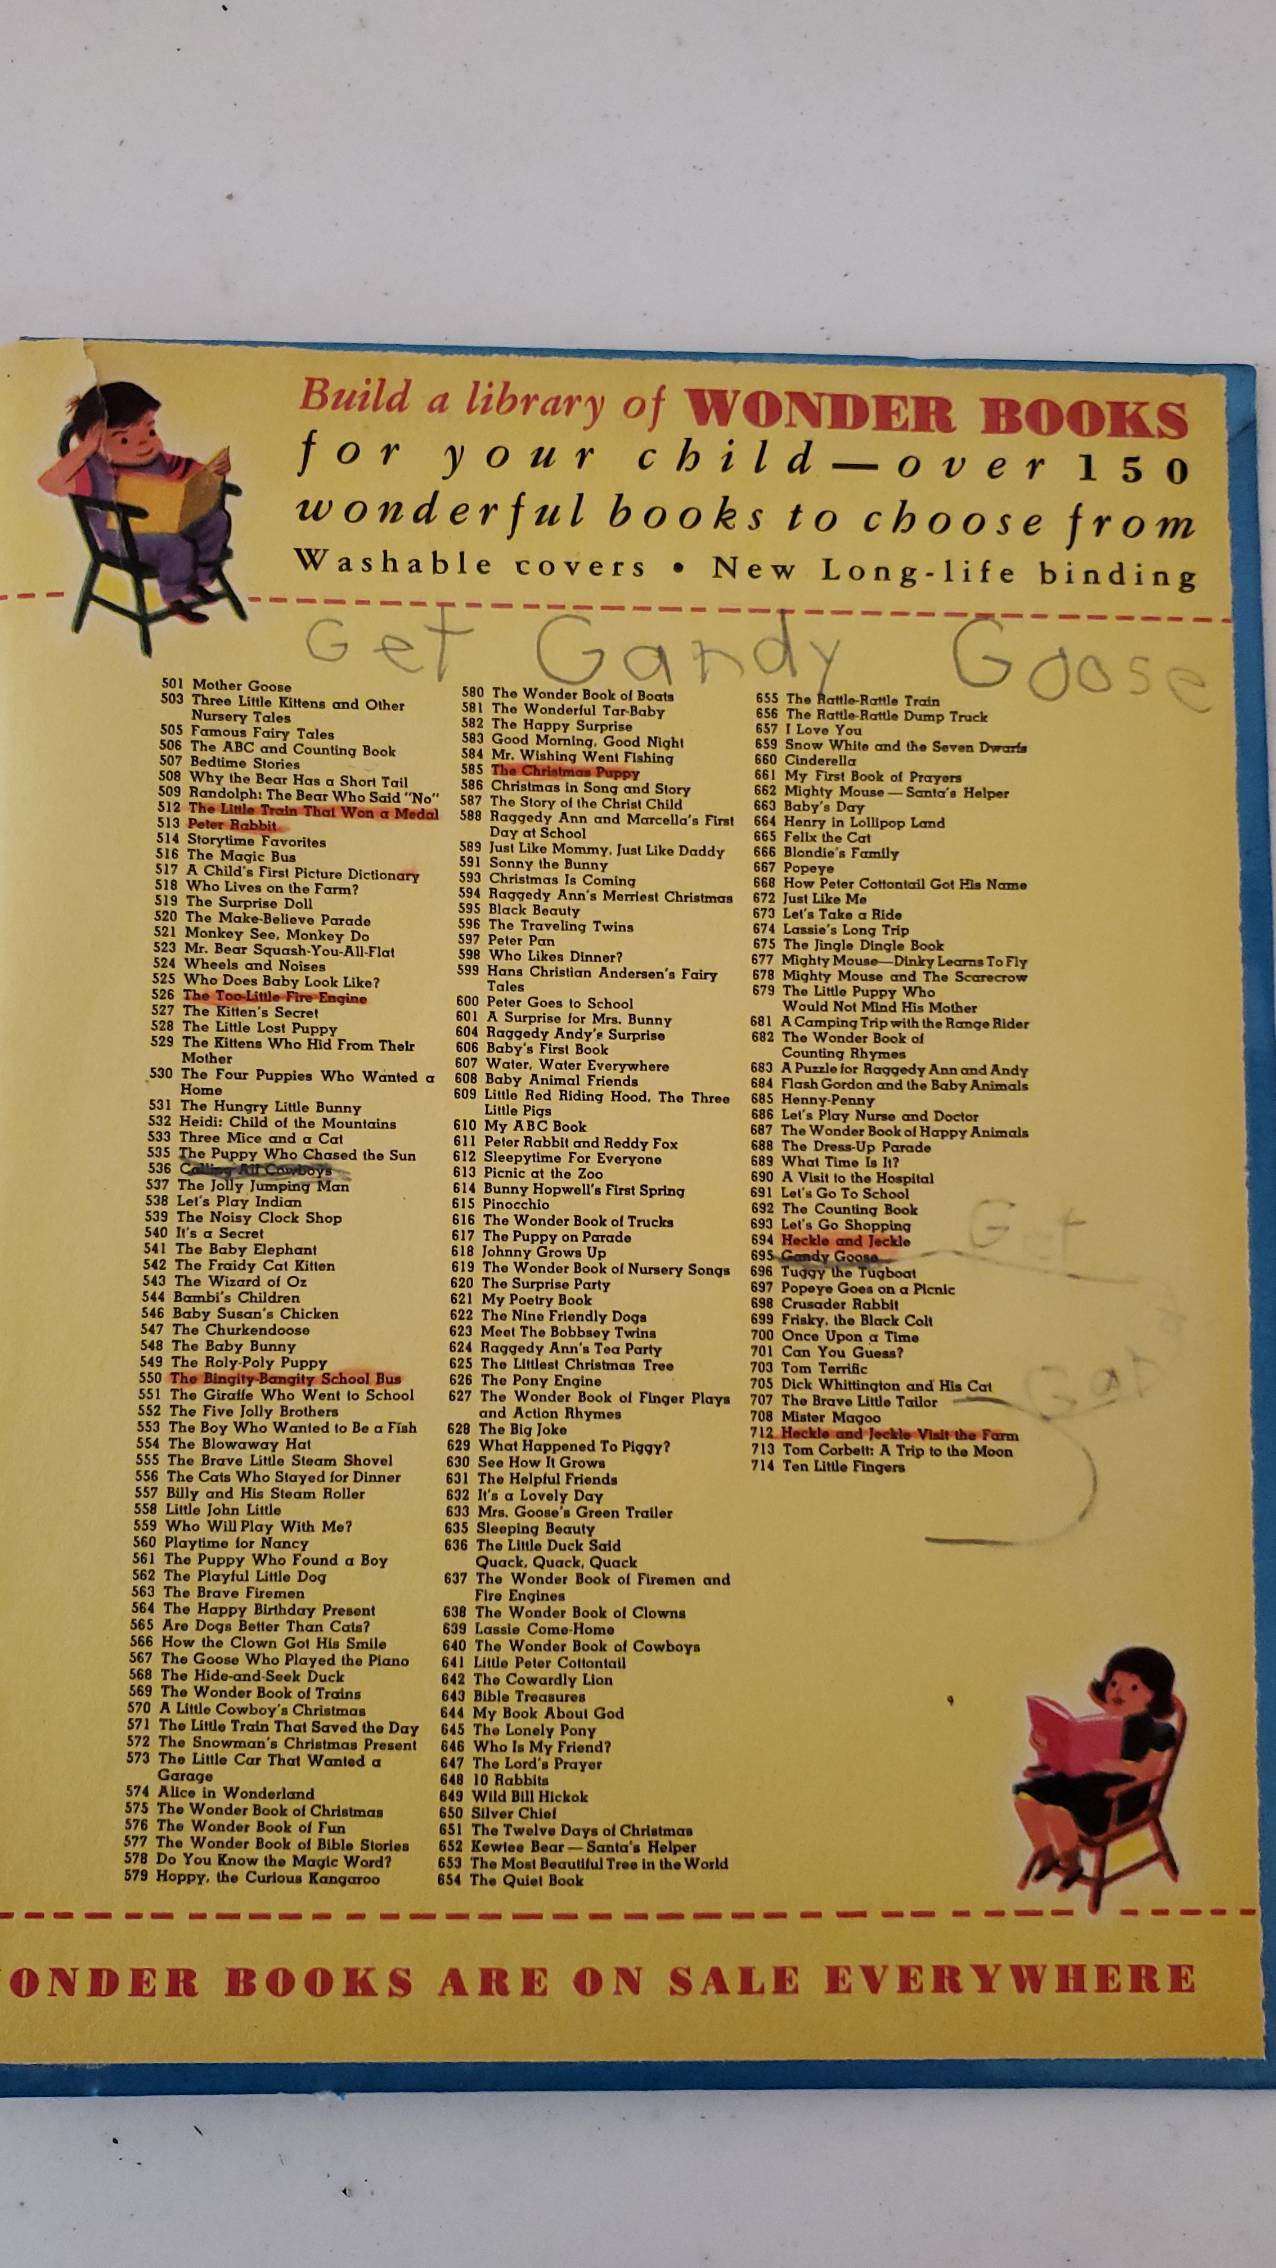 Build a library of WONDER BOOKS
for your child—over 150
wonderful books to choose from
Washable covers • New Long-life binding
Get Gandy Goose
501 Mother Goose
503 Three Little Kittens and Other
Nursery Tales
505 Famous Fairy Tales
506 The ABC and Counting Book
507 Bedtime Stories
508 Why the Bear Has a Short Tail
509 Randolph: The Bear Who Said "No"
512 The Little Train That Won a Medal
513 Peter Rabbit
514 Storytime Favorites
516 The Magic Bus
517 A Child's First Picture Dictionary
518 Who Lives on the Farm?
519 The Surprise Doll
520 The Make-Believe Parade
521 Monkey See, Monkey Do
523 Mr. Bear Squash-You-All-Flat
524 Wheels and Noises
525 Who Does Baby Look Like?
526 The Too-Little Fire Engine
527 The Kitten's Secret
528 The Little Lost Puppy
529 The Kittens Who Hid From Their
Mother
530 The Four Puppies Who Wanted a
Home
531 The Hungry Little Bunny
532 Heidi: Child of the Mountains
533 Three Mice and a Cat
535 The Puppy Who Chased the Sun
536 Calling All Cowboys
537 The Jolly Jumping Man
538 Let's Play Indian
539 The Noisy Clock Shop
540 It's a Secret
541 The Baby Elephant
542 The Fraidy Cat Kitten
543 The Wizard of Oz
544 Bambi's Children
546 Baby Susan's Chicken
547 The Churkendoose
548 The Baby Bunny
549 The Roly-Poly Puppy
550 The Bingity-Bangity School Bus
551 The Giraffe Who Went to School
552 The Five Jolly Brothers
553 The Boy Who Wanted to Be a Fish
554 The Blowaway Hat
555 The Brave Little Steam Shovel
556 The Cats Who Stayed for Dinner
557 Billy and His Steam Roller
558 Little John Little
559 Who Will Play With Me?
560 Playtime for Nancy
561 The Puppy Who Found a Boy
562 The Playful Little Dog
563 The Brave Firemen
564 The Happy Birthday Present
565 Are Dogs Better Than Cats?
566 How the Clown Got His Smile
567 The Goose Who Played the Piano
568 The Hide-and-Seek Duck
569 The Wonder Book of Trains
570 A Little Cowboy's Christmas
571 The Little Train That Saved the Day
572 The Snowman's Christmas Present
573 The Little Car That Wanted a
Garage
574 Alice in Wonderland
575 The Wonder Book of Christmas
576 The Wonder Book of Fun
577 The Wonder Book of Bible Stories
578 Do You Know the Magic Word?
579 Hoppy, the Curious Kangaroo
580 The Wonder Book of Boats
581 The Wonderful Tar-Baby
582 The Happy Surprise
583 Good Morning, Good Night
584 Mr. Wishing Went Fishing
585 The Christmas Puppy
586 Christmas in Song and Story
587 The Story of the Christ Child
588 Raggedy Ann and Marcella's First
Day at School
589 Just Like Mommy, Just Like Daddy
591 Sonny the Bunny
593 Christmas Is Coming
594 Raggedy Ann's Merriest Christmas
595 Black Beauty
596 The Traveling Twins
597 Peter Pan
598 Who Likes Dinner?
599 Hans Christian Andersen's Fairy
Tales
600 Peter Goes to School
601 A Surprise for Mrs. Bunny
604 Raggedy Andy's Surprise
606 Baby's First Book
607 Water, Water Everywhere
608 Baby Animal Friends
609 Little Red Riding Hood, The Three
Little Pigs
610 My ABC Book
611 Peter Rabbit and Reddy Fox
612 Sleepytime For Everyone
613 Picnic at the Zoo
614 Bunny Hopwell's First Spring
615 Pinocchio
616 The Wonder Book of Trucks
617 The Puppy on Parade
618 Johnny Grows Up
619 The Wonder Book of Nursery Songs
620 The Surprise Party
621 My Poetry Book
622 The Nine Friendly Dogs
623 Meet The Bobbsey Twins
624 Raggedy Ann's Tea Party
625 The Littlest Christmas Tree
626 The Pony Engine
627 The Wonder Book of Finger Plays
and Action Rhymes
628 The Big Joke
629 What Happened To Piggy?
630 See How It Grows
631 The Helpful Friends
632 It's a Lovely Day
633 Mrs. Goose's Green Trailer
635 Sleeping Beauty
636 The Little Duck Said
Quack, Quack, Quack
637 The Wonder Book of Firemen and
Fire Engines
638 The Wonder Book of Clowns
639 Lassie Come-Home
640 The Wonder Book of Cowboys
641 Little Peter Cottontail
642 The Cowardly Lion
643 Bible Treasures
644 My Book About God
645 The Lonely Pony
646 Who Is My Friend?
647 The Lord's Prayer
648 10 Rabbits
649 Wild Bill Hickok
650 Silver Chief
651 The Twelve Days of Christmas
652 Kewtee Bear — Santa's Helper
653 The Most Beautiful Tree in the World
654 The Quiet Book
655 The Rattle-Rattle Train
656 The Rattle-Rattle Dump Truck
657 I Love You
659 Snow White and the Seven Dwarfs
660 Cinderella
661 My First Book of Prayers
662 Mighty Mouse — Santa's Helper
663 Baby's Day
664 Henry in Lollipop Land
665 Felix the Cat
666 Blondie's Family
667 Popeye
668 How Peter Cottontail Got His Name
672 Just Like Me
673 Let's Take a Ride
674 Lassie's Long Trip
675 The Jingle Dingle Book
677 Mighty Mouse—Dinky Learns To Fly
678 Mighty Mouse and The Scarecrow
679 The Little Puppy Who
Would Not Mind His Mother
681 A Camping Trip with the Range Rider
682 The Wonder Book of
Counting Rhymes
683 A Puzzle for Raggedy Ann and Andy
684 Flash Gordon and the Baby Animals
685 Henny-Penny
686 Let's Play Nurse and Doctor
687 The Wonder Book of Happy Animals
688 The Dress-Up Parade
689 What Time Is It?
690 A Visit to the Hospital
691 Let's Go To School
692 The Counting Book
693 Let's Go Shopping
694 Heckle and Jeckle
695 Gandy Goose
696 Tuggy the Tugboat
697 Popeye Goes on a Picnic
698 Crusader Rabbit
699 Frisky, the Black Colt
700 Once Upon a Time
701 Can You Guess?
703 Tom Terrific
705 Dick Whittington and His Cat
707 The Brave Little Tailor
708 Mister Magoo
712 Heckle and Jeckle Visit the Farm
713 Tom Corbett: A Trip to the Moon
714 Ten Little Fingers
Get
ONDER BOOKS ARE ON SALE EVERYWHERE